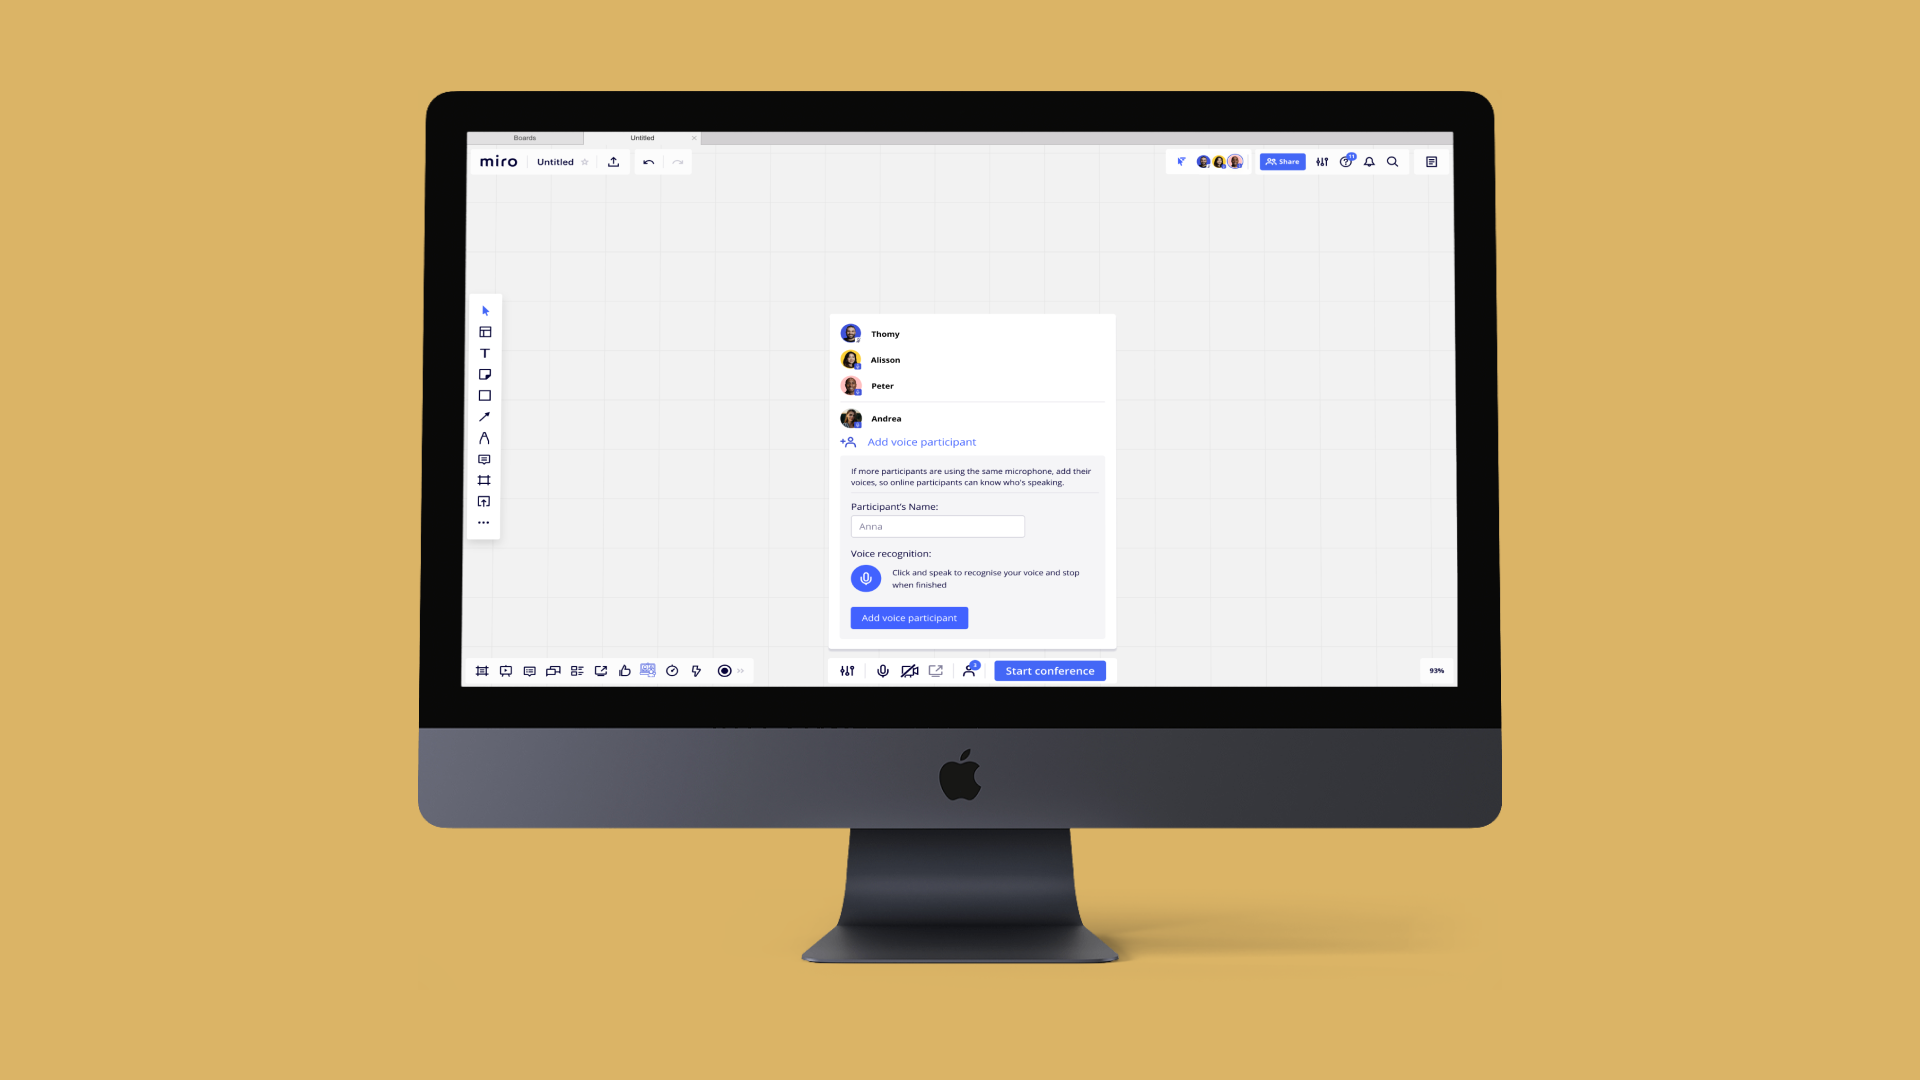 Boards
Untitled
miro
Untitled
Share
11
Thomy
Alisson
Peter
Andrea
Add voice participant
If more participants are using the same microphone, add their
voices, so online participants can know who's speaking.
Participant's Name:
Anna
Voice recognition:
Click and speak to recognise your voice and stop
when finished
Add voice participant
3
Start conference
93%